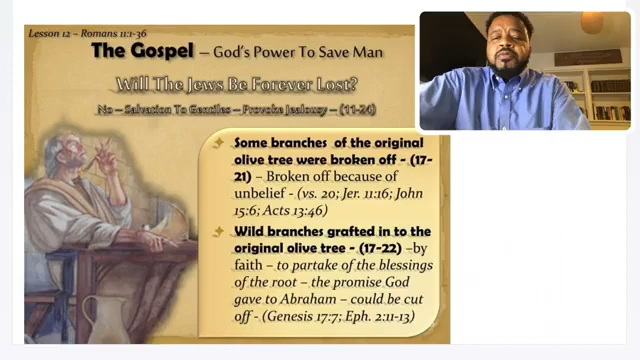 Lesson 12 – Romans 11:1-36
The Gospel – God's Power To Save Man
Will The Jews Be Forever Lost?
No – Salvation To Gentiles – Provoke Jealousy – (11-24)
Some branches of the original
olive tree were broken off - (17-
21) – Broken off because of
unbelief - (vs. 20; Jer. 11:16; John
15:6; Acts 13:46)
Wild branches grafted in to the
original olive tree - (17-22) –by
faith – to partake of the blessings
of the root – the promise God
gave to Abraham – could be cut
off - (Genesis 17:7; Eph. 2:11-13)